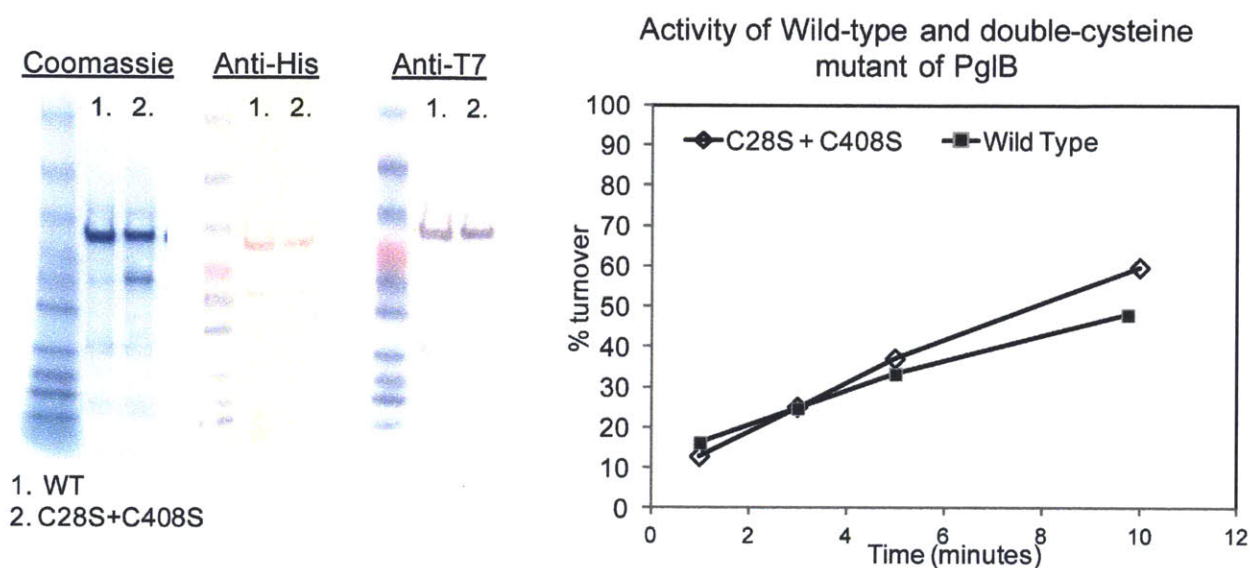 Coomassie
1. 2.
Anti-His
1. 2.
Anti-T7
1. 2.
1. WT
2. C28S+C408S
Activity of Wild-type and double-cysteine
mutant of PglB
C28S + C408S
Wild Type
% turnover
100
90
80
70
60
50
40
30
20
10
0
0 2 4 6 8 10 12
Time (minutes)